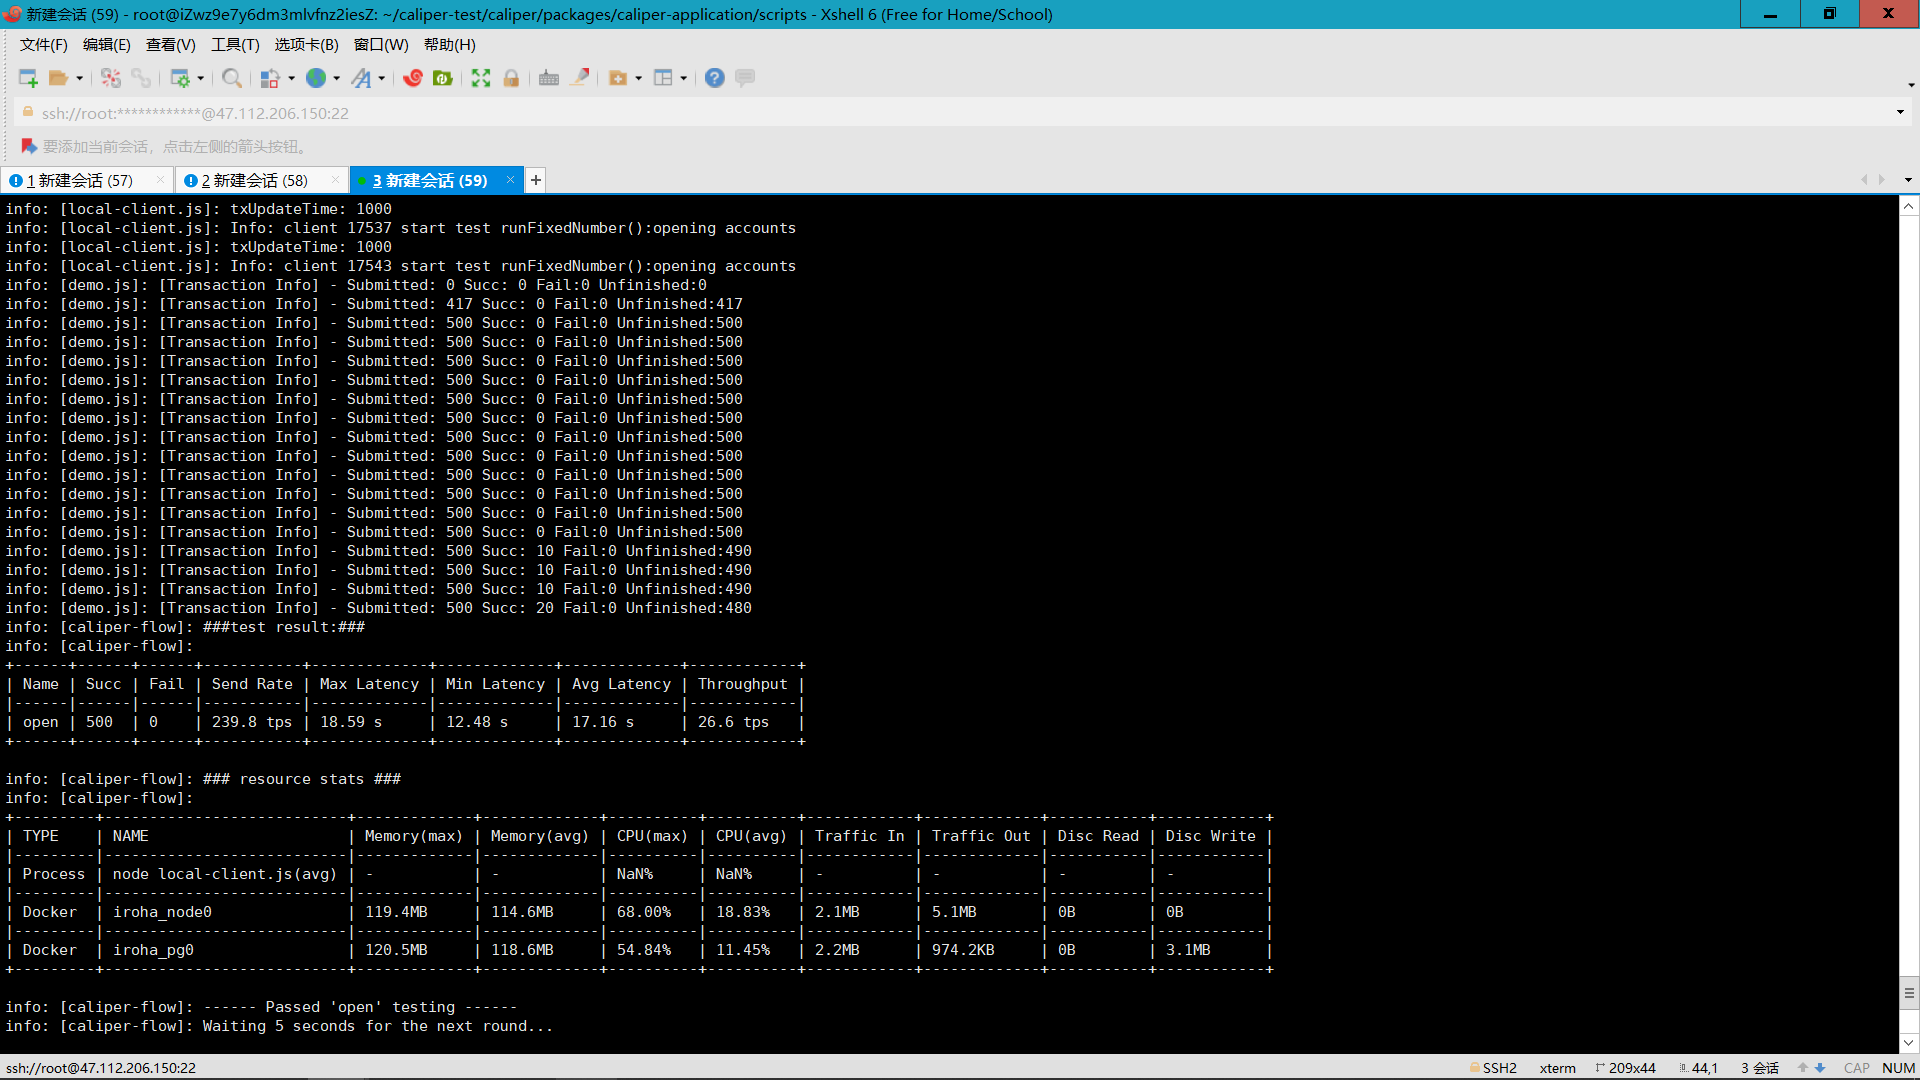 新建会话 (59) - root@iZwz9e7y6dm3mlvfnz2iesZ: ~/caliper-test/caliper/packages/caliper-application/scripts - Xshell 6 (Free for Home/School)
文件(F) 编辑(E) 查看(V) 工具(T) 选项卡(B) 窗口(W) 帮助(H)
ssh://root:************@47.112.206.150:22
要添加当前会话，点击左侧的箭头按钮。
1 新建会话 (57) 2 新建会话 (58) 3 新建会话 (59) +
info: [local-client.js]: txUpdateTime: 1000
info: [local-client.js]: Info: client 17537 start test runFixedNumber():opening accounts
info: [local-client.js]: txUpdateTime: 1000
info: [local-client.js]: Info: client 17543 start test runFixedNumber():opening accounts
info: [demo.js]: [Transaction Info] - Submitted: 0 Succ: 0 Fail:0 Unfinished:0
info: [demo.js]: [Transaction Info] - Submitted: 417 Succ: 0 Fail:0 Unfinished:417
info: [demo.js]: [Transaction Info] - Submitted: 500 Succ: 0 Fail:0 Unfinished:500
info: [demo.js]: [Transaction Info] - Submitted: 500 Succ: 0 Fail:0 Unfinished:500
info: [demo.js]: [Transaction Info] - Submitted: 500 Succ: 0 Fail:0 Unfinished:500
info: [demo.js]: [Transaction Info] - Submitted: 500 Succ: 0 Fail:0 Unfinished:500
info: [demo.js]: [Transaction Info] - Submitted: 500 Succ: 0 Fail:0 Unfinished:500
info: [demo.js]: [Transaction Info] - Submitted: 500 Succ: 0 Fail:0 Unfinished:500
info: [demo.js]: [Transaction Info] - Submitted: 500 Succ: 0 Fail:0 Unfinished:500
info: [demo.js]: [Transaction Info] - Submitted: 500 Succ: 0 Fail:0 Unfinished:500
info: [demo.js]: [Transaction Info] - Submitted: 500 Succ: 0 Fail:0 Unfinished:500
info: [demo.js]: [Transaction Info] - Submitted: 500 Succ: 0 Fail:0 Unfinished:500
info: [demo.js]: [Transaction Info] - Submitted: 500 Succ: 0 Fail:0 Unfinished:500
info: [demo.js]: [Transaction Info] - Submitted: 500 Succ: 0 Fail:0 Unfinished:500
info: [demo.js]: [Transaction Info] - Submitted: 500 Succ: 10 Fail:0 Unfinished:490
info: [demo.js]: [Transaction Info] - Submitted: 500 Succ: 10 Fail:0 Unfinished:490
info: [demo.js]: [Transaction Info] - Submitted: 500 Succ: 10 Fail:0 Unfinished:490
info: [demo.js]: [Transaction Info] - Submitted: 500 Succ: 20 Fail:0 Unfinished:480
info: [caliper-flow]: ###test result:###
info: [caliper-flow]:
+------+------+------+-----------+-------------+-------------+-------------+------------+
| Name | Succ | Fail | Send Rate | Max Latency | Min Latency | Avg Latency | Throughput |
|------|------|------|-----------|-------------|-------------|-------------|------------|
| open | 500 | 0 | 239.8 tps | 18.59 s | 12.48 s | 17.16 s | 26.6 tps |
+------+------+------+-----------+-------------+-------------+-------------+------------+
info: [caliper-flow]: ### resource stats ###
info: [caliper-flow]:
+---------+---------------------------+-------------+-------------+----------+----------+------------+-------------+-----------+------------+
| TYPE | NAME | Memory(max) | Memory(avg) | CPU(max) | CPU(avg) | Traffic In | Traffic Out | Disc Read | Disc Write |
|---------|---------------------------|-------------|-------------|----------|----------|------------|-------------|-----------|------------|
| Process | node local-client.js(avg) | - | - | NaN% | NaN% | - | - | - | - |
|---------|---------------------------|-------------|-------------|----------|----------|------------|-------------|-----------|------------|
| Docker | iroha_node0 | 119.4MB | 114.6MB | 68.00% | 18.83% | 2.1MB | 5.1MB | 0B | 0B |
|---------|---------------------------|-------------|-------------|----------|----------|------------|-------------|-----------|------------|
| Docker | iroha_pg0 | 120.5MB | 118.6MB | 54.84% | 11.45% | 2.2MB | 974.2KB | 0B | 3.1MB |
+---------+---------------------------+-------------+-------------+----------+----------+------------+-------------+-----------+------------+
info: [caliper-flow]: ------ Passed 'open' testing ------
info: [caliper-flow]: Waiting 5 seconds for the next round...
ssh://root@47.112.206.150:22 SSH2 xterm 209x44 44,1 3 会话 CAP NUM